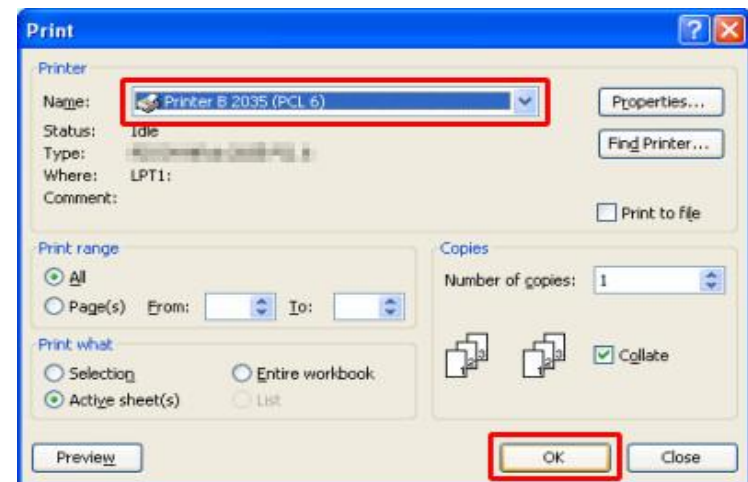 Print
Printer
Name: Printer B 2035 (PCL 6) Properties...
Status: Idle
Type: Find Printer...
Where: LPT1:
Comment:
Print to file
Print range Copies
All Number of copies: 1
Page(s) From: To:
Print what
Selection Entire workbook Collate
Active sheet(s) List
Preview OK Close